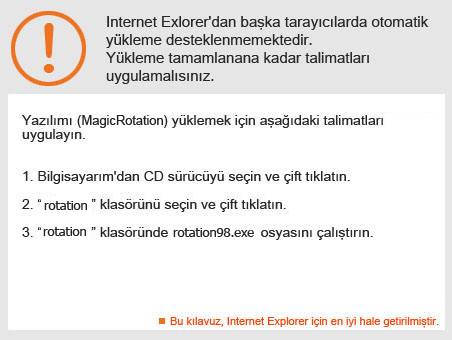 Internet Exlorer'dan başka tarayıcılarda otomatik
yükleme desteklenmemektedir.
Yükleme tamamlanana kadar talimatları
uygulamalısınız.
Yazılımı (MagicRotation) yüklemek için aşağıdaki talimatları
uygulayın.
1. Bilgisayarım'dan CD sürücüyü seçin ve çift tıklatın.
2. “rotation ” klasörünü seçin ve çift tıklatın.
3. “rotation ” klasöründe rotation98.exe osyasını çalıştırın.
Bu kılavuz, Internet Explorer için en iyi hale getirilmiştir.